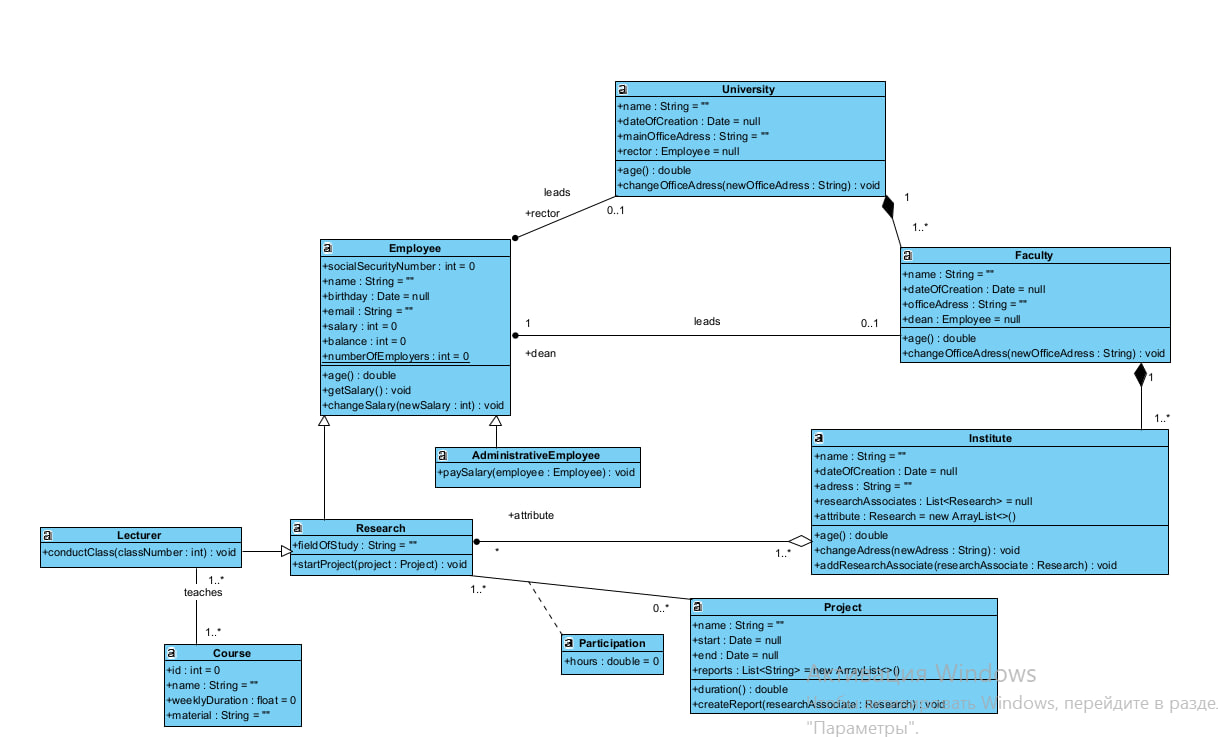 University
+name : String = ""
+dateOfCreation : Date = null
+mainOfficeAdress : String = ""
+rector : Employee = null
+age() : double
+changeOfficeAdress(newOfficeAdress : String) : void
leads
+rector
0..1
1
1..*
Employee
+socialSecurityNumber : int = 0
+name : String = ""
+birthday : Date = null
+email : String = ""
+salary : int = 0
+balance : int = 0
+numberOfEmployers : int = 0
+age() : double
+getSalary() : void
+changeSalary(newSalary : int) : void
Faculty
+name : String = ""
+dateOfCreation : Date = null
+officeAdress : String = ""
+dean : Employee = null
+age() : double
+changeOfficeAdress(newOfficeAdress : String) : void
1
leads
0..1
+dean
1
1..*
AdministrativeEmployee
+paySalary(employee : Employee) : void
Institute
+name : String = ""
+dateOfCreation : Date = null
+adress : String = ""
+researchAssociates : List<Research> = null
+attribute : Research = new ArrayList<>()
+age() : double
+changeAdress(newAdress : String) : void
+addResearchAssociate(researchAssociate : Research) : void
+attribute
*
1..*
Lecturer
+conductClass(classNumber : int) : void
Research
+fieldOfStudy : String = ""
+startProject(project : Project) : void
1..*
teaches
1..*
1..*
0..*
Participation
+hours : double = 0
Project
+name : String = ""
+start : Date = null
+end : Date = null
+reports : List<String> = new ArrayList<>()
+duration() : double
+createReport(researchAssociate : Research) : void
Course
+id : int = 0
+name : String = ""
+weeklyDuration : float = 0
+material : String = ""
Активация Windows
Windows, перейдите в разде.
"Параметры".